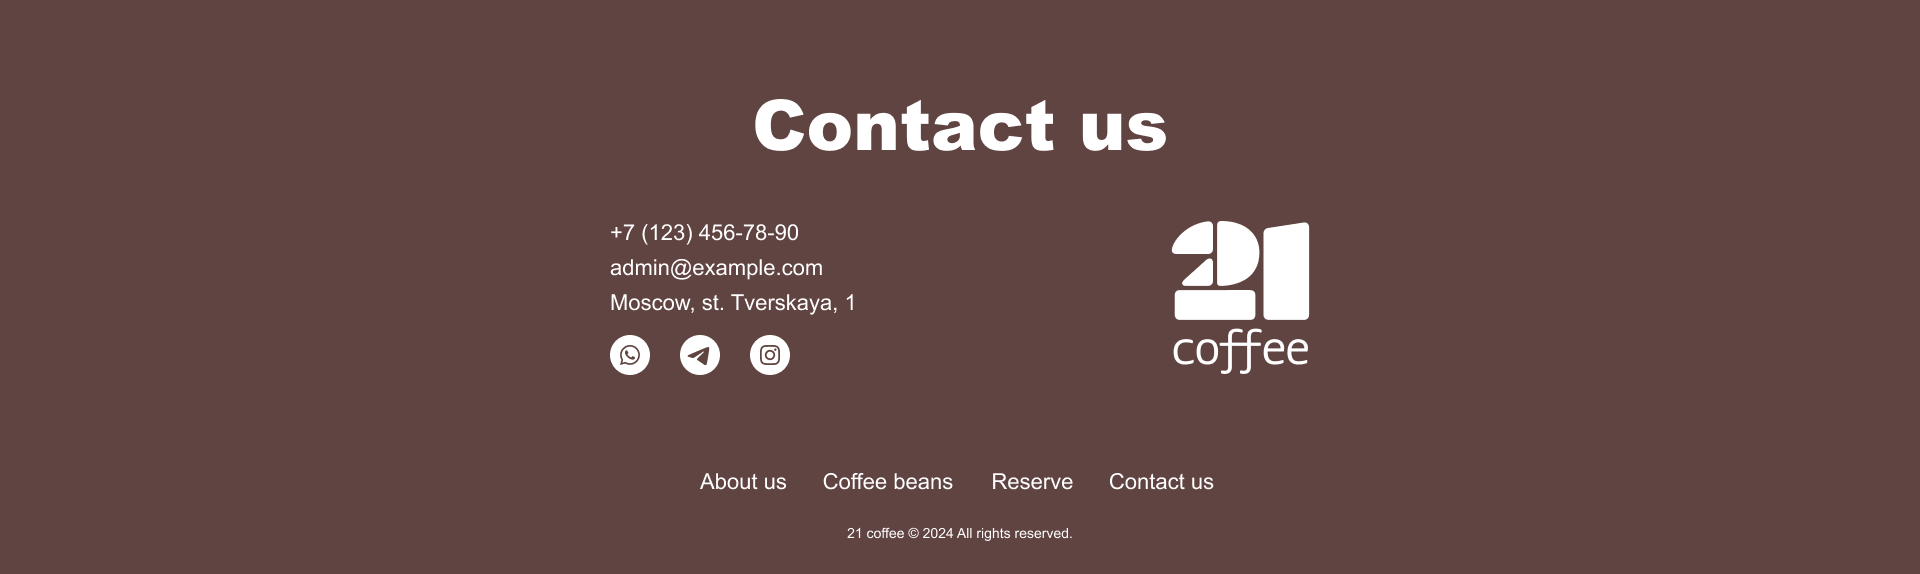 Contact us
+7 (123) 456-78-90
admin@example.com
Moscow, st. Tverskaya, 1
21
coffee
About us Coffee beans Reserve Contact us
21 coffee © 2024 All rights reserved.